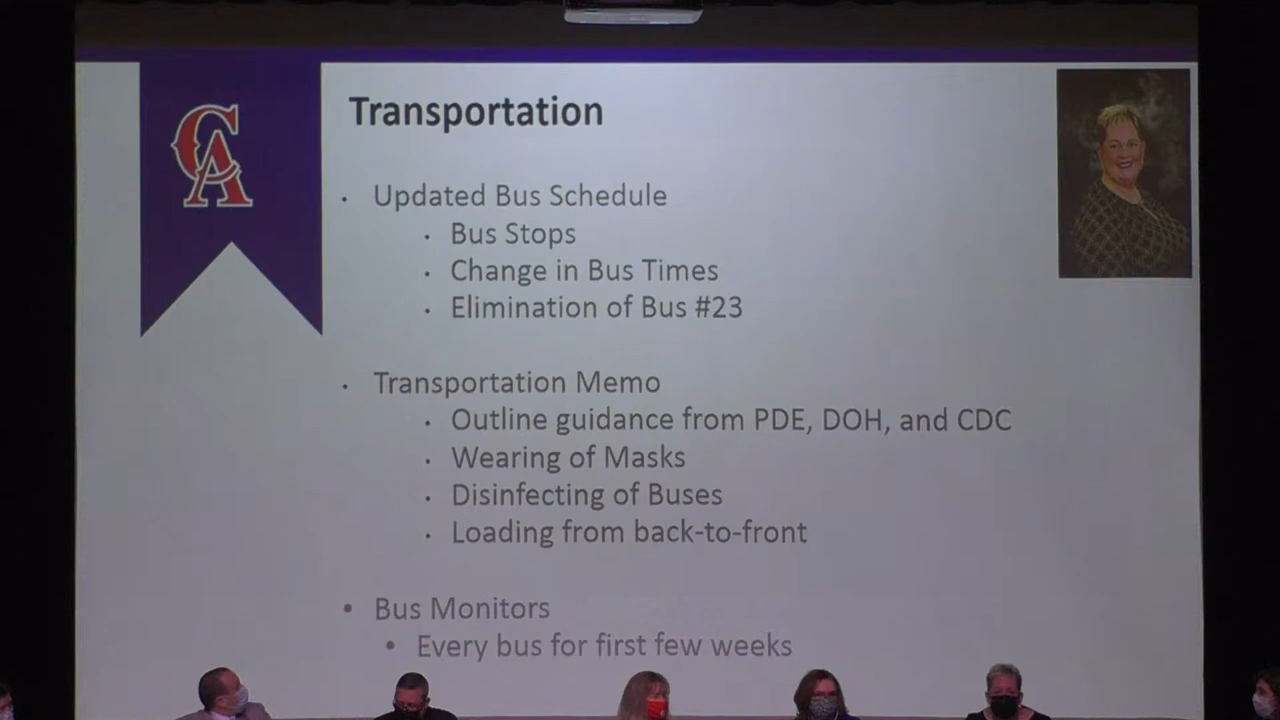 CA
Transportation
• Updated Bus Schedule
• Bus Stops
• Change in Bus Times
• Elimination of Bus #23
• Transportation Memo
• Outline guidance from PDE, DOH, and CDC
• Wearing of Masks
• Disinfecting of Buses
• Loading from back-to-front
• Bus Monitors
• Every bus for first few weeks